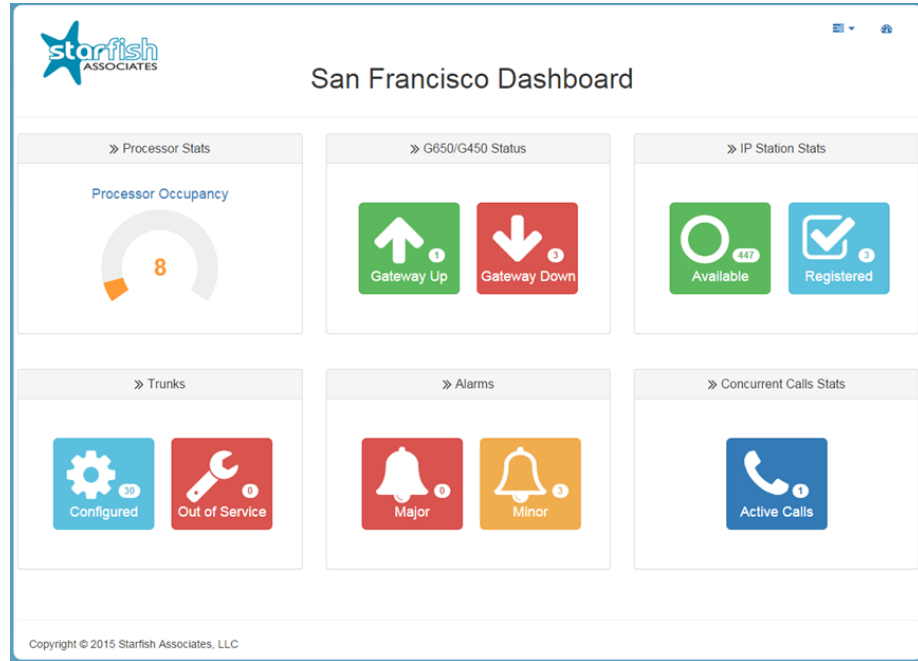 starfish
ASSOCIATES
San Francisco Dashboard
Processor Stats
Processor Occupancy
8
G650/G450 Status
1
Gateway Up
3
Gateway Down
IP Station Stats
447
Available
3
Registered
Trunks
30
Configured
0
Out of Service
Alarms
0
Major
3
Minor
Concurrent Calls Stats
1
Active Calls
Copyright © 2015 Starfish Associates, LLC